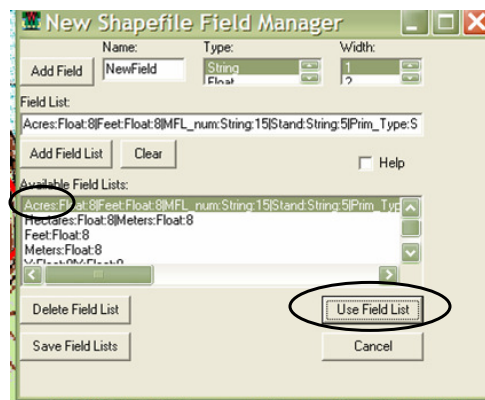 New Shapefile Field Manager
Name: Type: Width:
Add Field NewField String 1
Float 2
Field List:
Acres:Float:8|Feet:Float:8|MFL_num:String:15|Stand:String:5|Prim_Type:S
Add Field List Clear Help
Available Field Lists:
Acres:Float:8|Feet:Float:8|MFL_num:String:15|Stand:String:5|Prim_Typ
Hectares:Float:8|Meters:Float:8
Feet:Float:8
Meters:Float:8
Delete Field List Use Field List
Save Field Lists Cancel